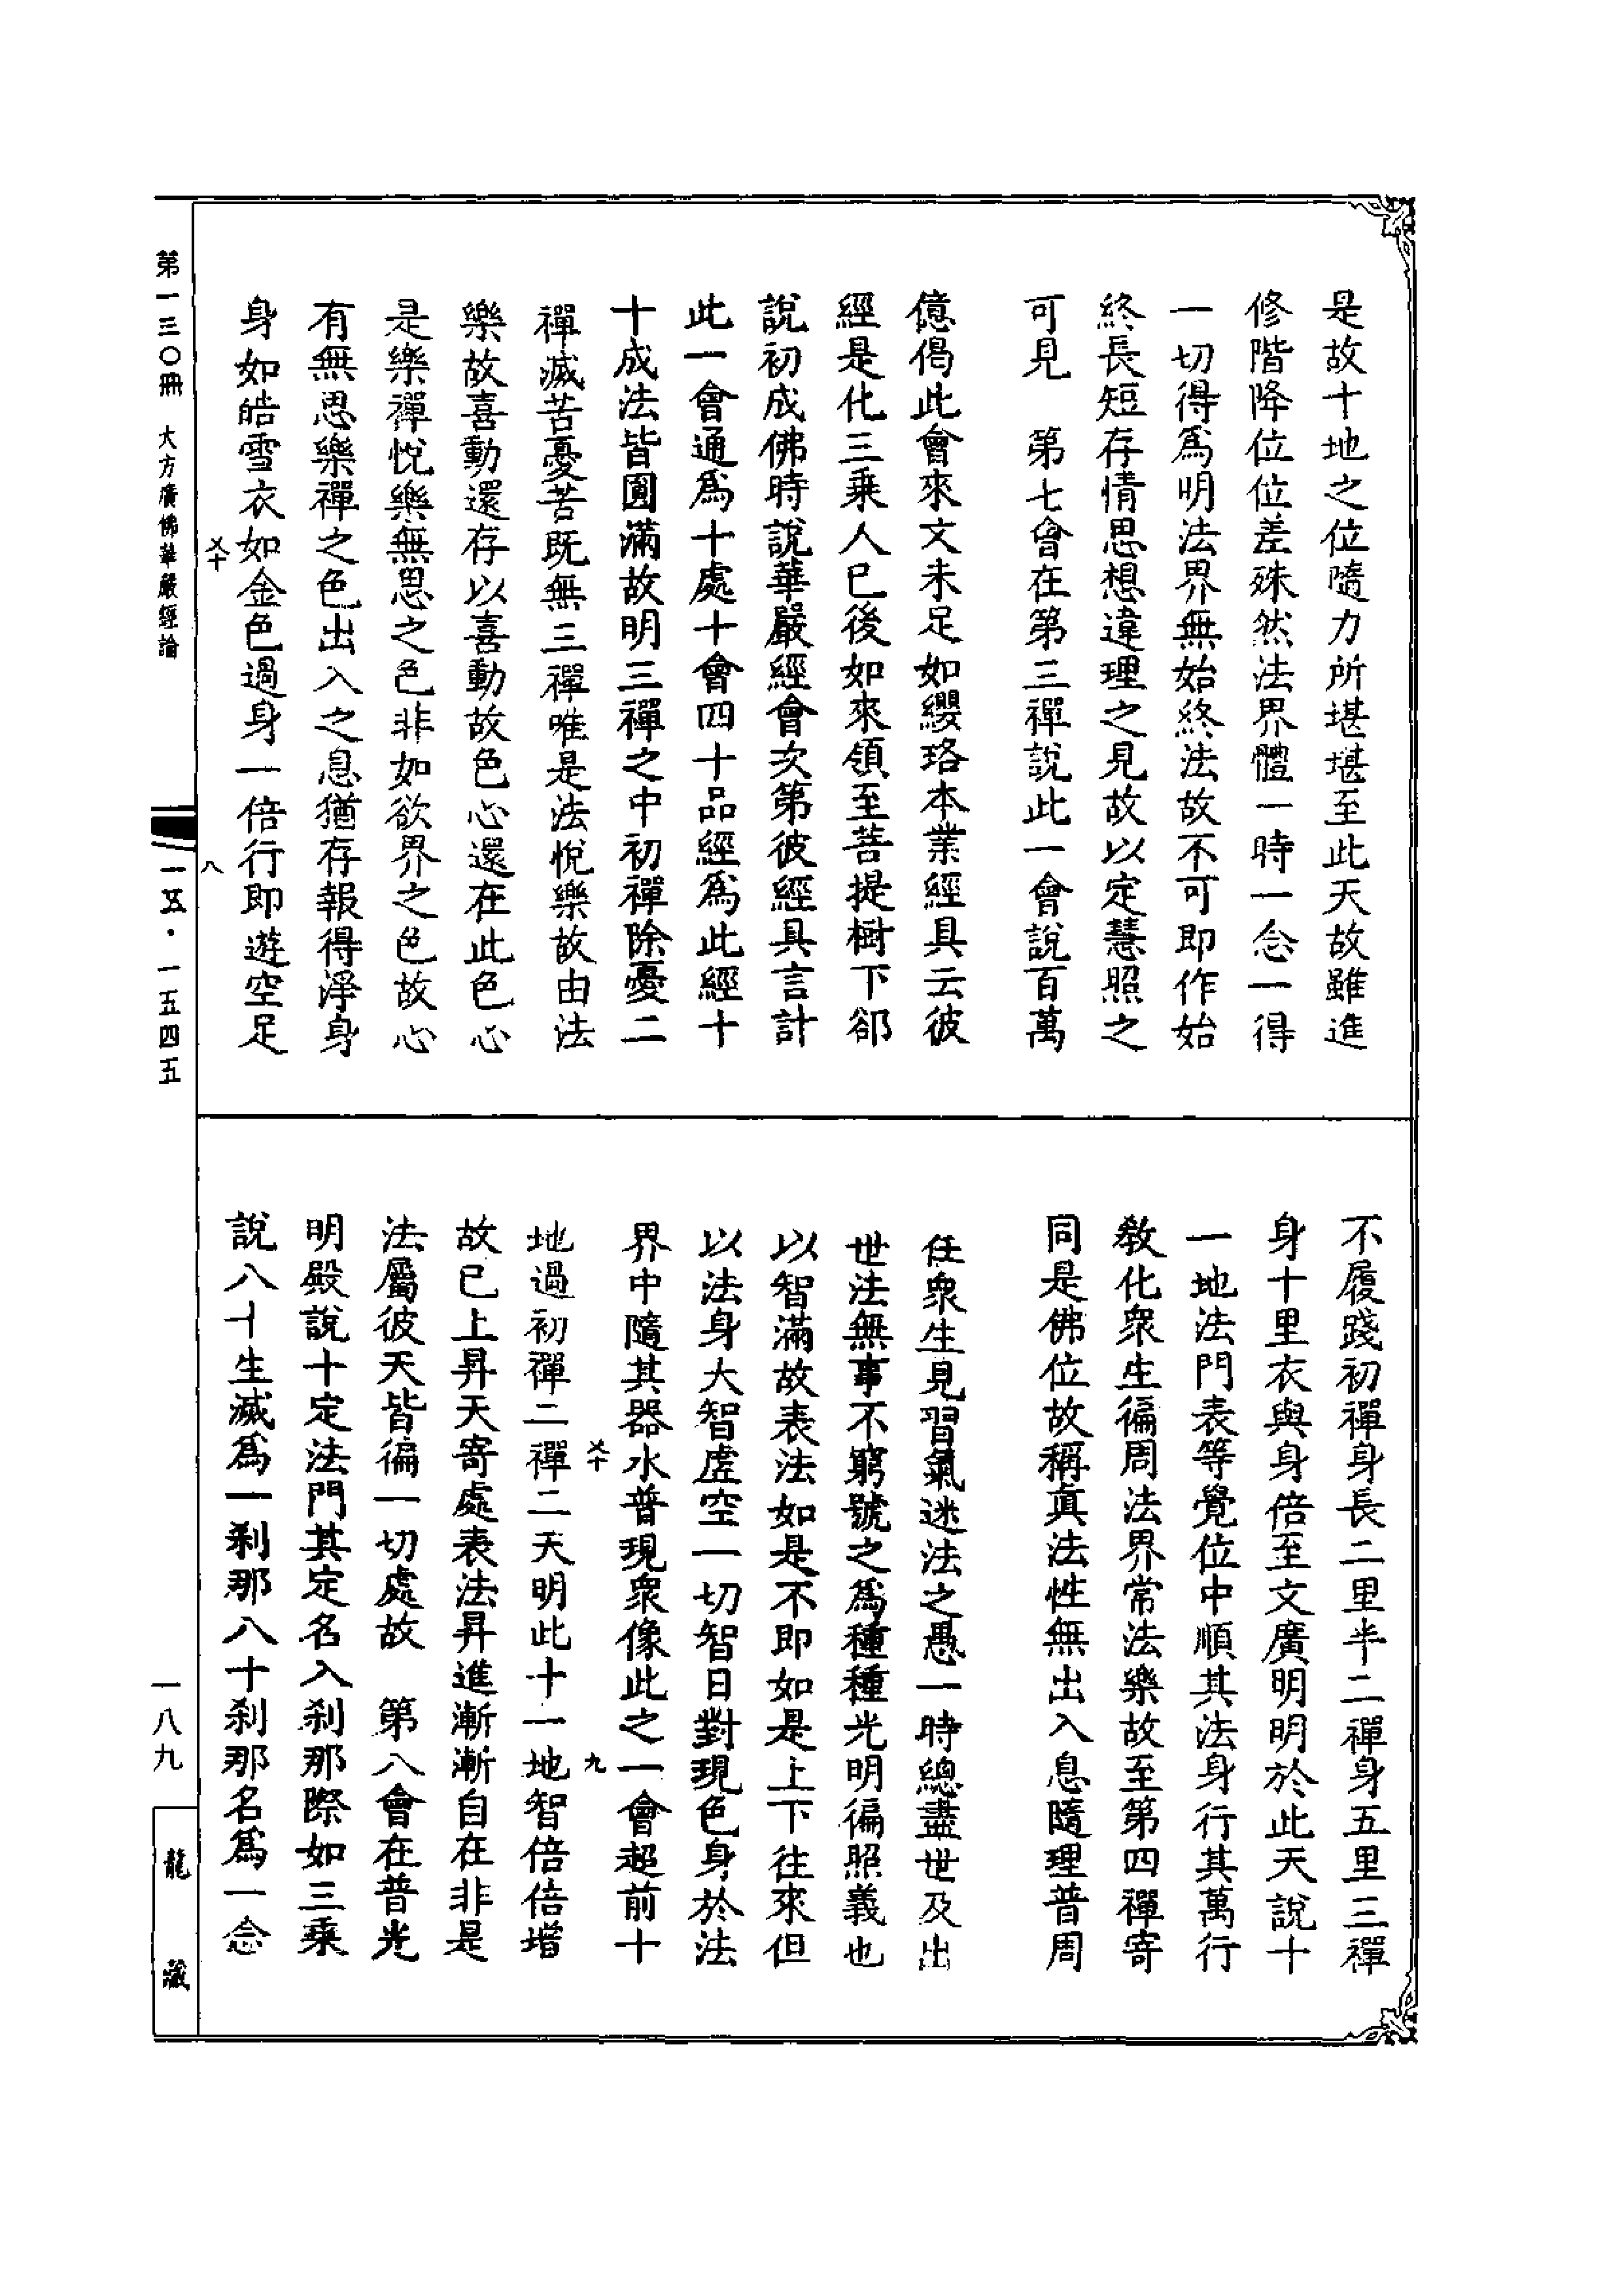 是故十地之位隨力所堪堪至此天故雖進
修階降位位差殊然法界體一時一念一得
一切得爲明法界無始終法故不可即作始
終長短存情思想違理之見故以定慧照之
可見　第七會在第三禪說此一會說百萬
億偈此會來文未足如纓珞本業經具云彼
經是化三乘人已後如來領至菩提樹下郤
說初成佛時說華嚴經會次第彼經具言計
此一會通爲十處十會四十品經爲此經十
十成法皆圓滿故明三禪之中初禪除憂二
禪滅苦憂苦既無三禪唯是法悅樂故由法
樂故喜動還存以喜動故色心還在此色心
是樂禪悅樂無思之色非如欲界之色故心
有無思樂禪之色出入之息猶存報得淨身
身如皓雪衣如金色過身一倍行即遊空足
乂十
八
不履踐初禪身長二里半二禪身五里三禪
身十里衣與身倍至文廣明明於此天說十
一地法門表等覺位中順其法身行其萬行
教化衆生徧周法界常法樂故至第四禪寄
同是佛位故稱真法性無出入息隨理普周
任衆生見習氣迷法之愚一時總盡世及出
世法無事不窮號之爲種種光明徧照義也
以智滿故表法如是不即如是上下往來但
以法身大智虛空一切智日對現色身於法
界中隨其器水普現衆像此之一會超前十
乂十
九
地過初禪二禪二天明此十一地智倍倍增
故已上昇天寄處表法昇進漸漸自在非是
法屬彼天皆徧一切處故　第八會在普光
明殿說十定法門其定名入刹那際如三乘
說八十生滅爲一刹那八十刹那名爲一念
第一三〇冊　大方廣佛華嚴經論
一五·一五四五
一八九
龍藏